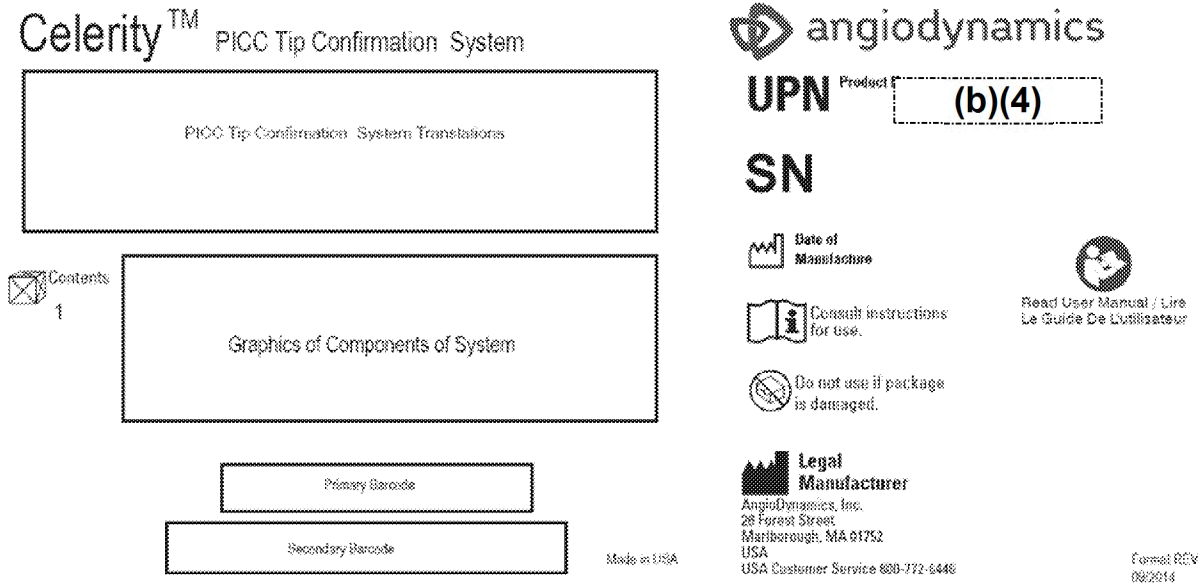 Celerity™ PICC Tip Confirmation System
PICC Tip Confirmation System Translations
Contents
1
Graphics of Components of System
Primary Barcode
Secondary Barcode
Made in USA
angiodynamics
UPN Product
(b)(4)
SN
Date of
Manufacture
Consult instructions
for use.
Do not use if package
is damaged.
Read User Manual / Lire
Le Guide De L'utilisateur
Legal
Manufacturer
AngioDynamics, Inc.
26 Forest Street
Marlborough, MA 01752
USA
USA Customer Service 800-772-6446
Format REV
09/2014